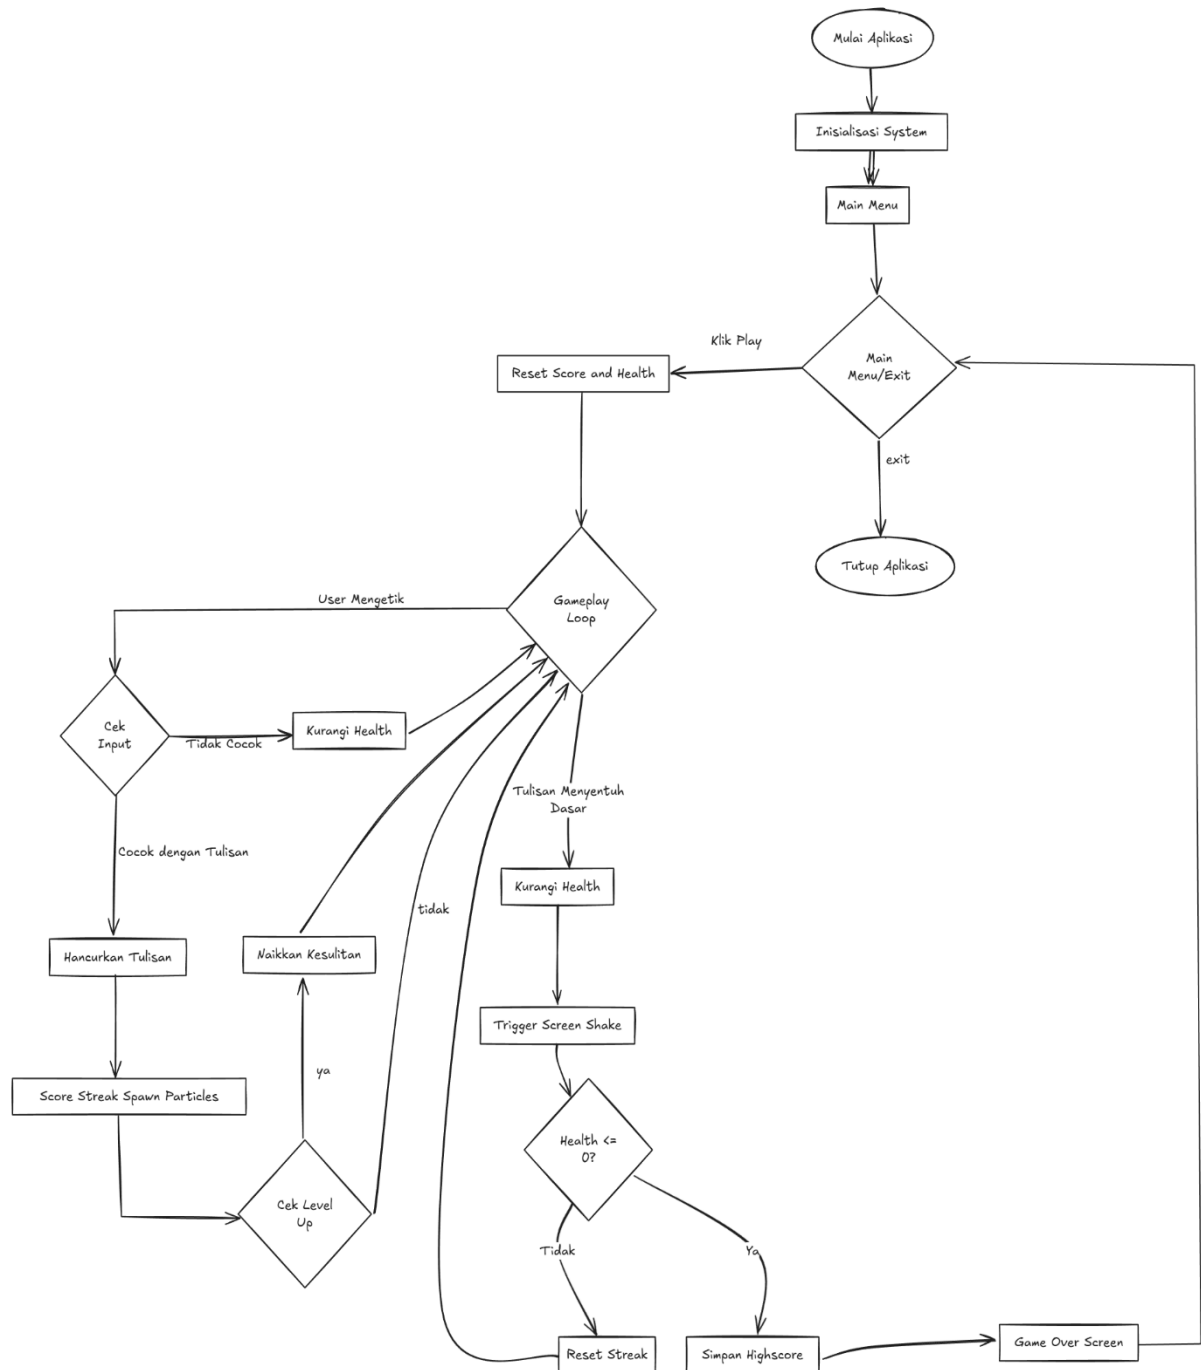 Mulai Aplikasi
Inisialisasi System
Main Menu
Main
Menu/Exit
Klik Play
Reset Score and Health
exit
Tutup Aplikasi
Gameplay
Loop
User Mengetik
Cek
Input
Tidak Cocok
Kurangi Health
Cocok dengan Tulisan
Hancurkan Tulisan
Score Streak Spawn Particles
Cek Level
Up
ya
Naikkan Kesulitan
tidak
Tulisan Menyentuh
Dasar
Kurangi Health
Trigger Screen Shake
Health <=
0?
Tidak
Ya
Reset Streak
Simpan Highscore
Game Over Screen